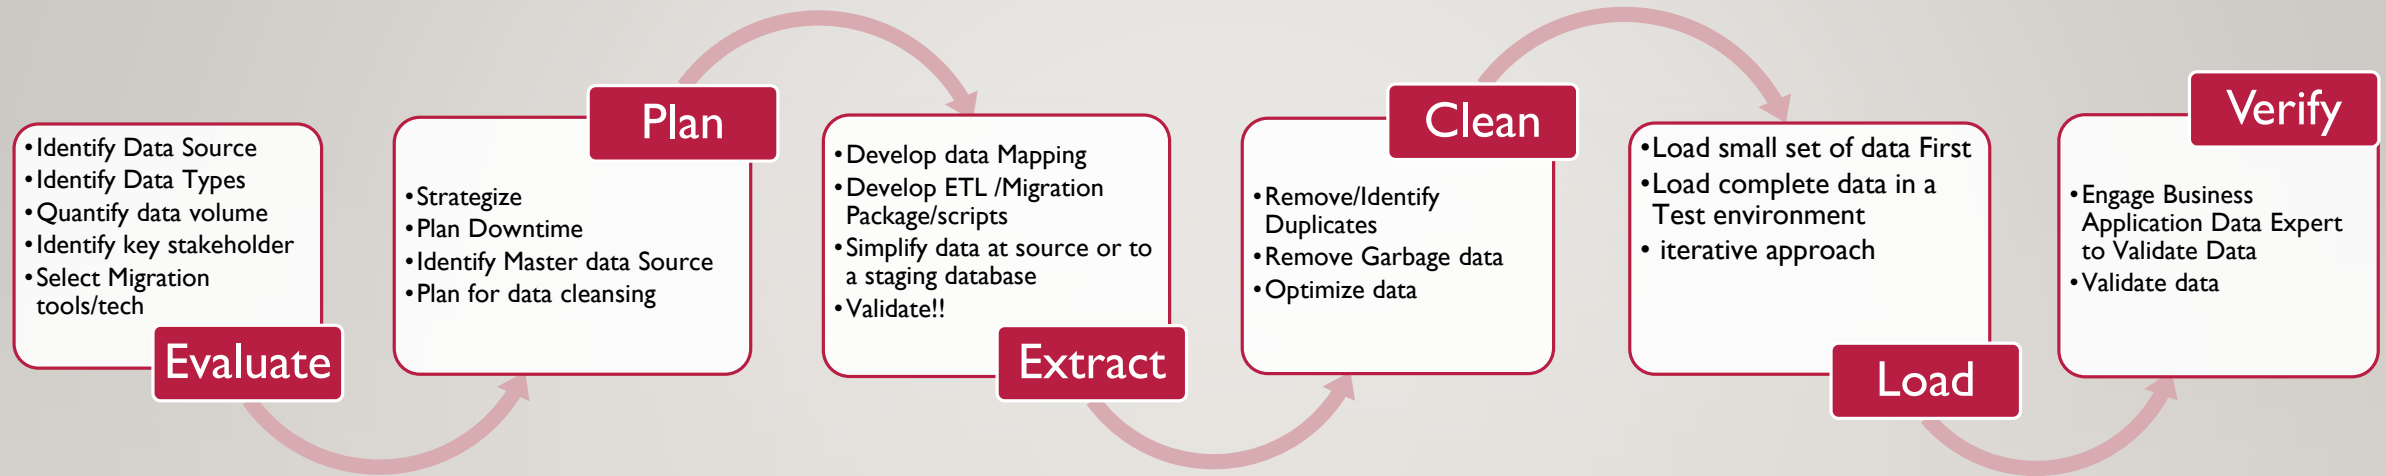 •Identify Data Source
•Identify Data Types
•Quantify data volume
•Identify key stakeholder
•Select Migration
tools/tech
Evaluate
Plan
•Strategize
•Plan Downtime
•Identify Master data Source
•Plan for data cleansing
•Develop data Mapping
•Develop ETL /Migration
Package/scripts
•Simplify data at source or to
a staging database
•Validate!!
Extract
Clean
•Remove/Identify
Duplicates
•Remove Garbage data
•Optimize data
•Load small set of data First
•Load complete data in a
Test environment
• iterative approach
Load
Verify
•Engage Business
Application Data Expert
to Validate Data
•Validate data